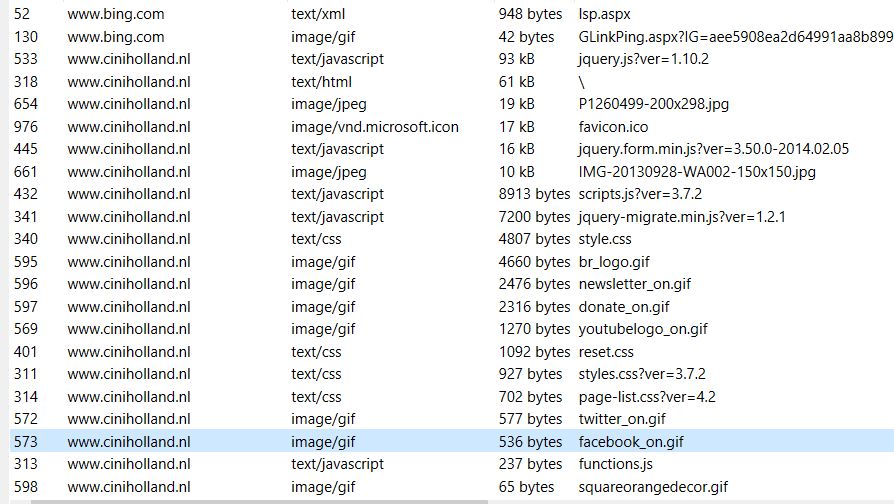 52 www.bing.com text/xml 948 bytes lsp.aspx
130 www.bing.com image/gif 42 bytes GLinkPing.aspx?IG=aee5908ea2d64991aa8b899
533 www.ciniholland.nl text/javascript 93 kB jquery.js?ver=1.10.2
318 www.ciniholland.nl text/html 61 kB \
654 www.ciniholland.nl image/jpeg 19 kB P1260499-200x298.jpg
976 www.ciniholland.nl image/vnd.microsoft.icon 17 kB favicon.ico
445 www.ciniholland.nl text/javascript 16 kB jquery.form.min.js?ver=3.50.0-2014.02.05
661 www.ciniholland.nl image/jpeg 10 kB IMG-20130928-WA002-150x150.jpg
432 www.ciniholland.nl text/javascript 8913 bytes scripts.js?ver=3.7.2
341 www.ciniholland.nl text/javascript 7200 bytes jquery-migrate.min.js?ver=1.2.1
340 www.ciniholland.nl text/css 4807 bytes style.css
595 www.ciniholland.nl image/gif 4660 bytes br_logo.gif
596 www.ciniholland.nl image/gif 2476 bytes newsletter_on.gif
597 www.ciniholland.nl image/gif 2316 bytes donate_on.gif
569 www.ciniholland.nl image/gif 1270 bytes youtubelogo_on.gif
401 www.ciniholland.nl text/css 1092 bytes reset.css
311 www.ciniholland.nl text/css 927 bytes styles.css?ver=3.7.2
314 www.ciniholland.nl text/css 702 bytes page-list.css?ver=4.2
572 www.ciniholland.nl image/gif 577 bytes twitter_on.gif
573 www.ciniholland.nl image/gif 536 bytes facebook_on.gif
313 www.ciniholland.nl text/javascript 237 bytes functions.js
598 www.ciniholland.nl image/gif 65 bytes squareorangedecor.gif